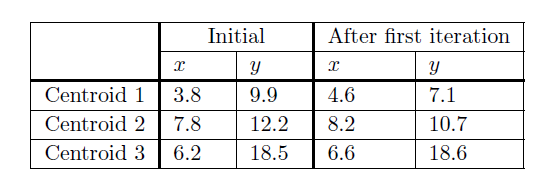 Initial After first iteration
x y x y
Centroid 1 3.8 9.9 4.6 7.1
Centroid 2 7.8 12.2 8.2 10.7
Centroid 3 6.2 18.5 6.6 18.6